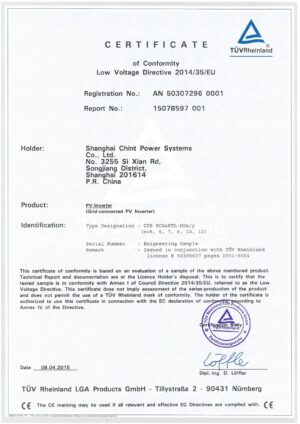 TÜVRheinland
CERTIFICATE
of Conformity
Low Voltage Directive 2014/35/EU
Registration No.: AN 50307296 0001
Report No.: 15078597 001
Holder: Shanghai Chint Power Systems
Co., Ltd.
No. 3255 Si Xian Rd,
Songjiang District,
Shanghai 201614
P.R. China
Product: PV-Inverter
(Grid-connected PV Inverter)
Identification: Type Designation : CPS
(n=5, 6, 7, 8, 10, 12)
Serial Number : Engineering Sample
Remark : Issued in conjunction with TÜV Rheinland
license R 50306837 pages 0001-0004
This certificate of conformity is based on an evaluation of a sample of the above mentioned product.
Technical Report and documentation are at the Licence Holder's disposal. This is to certify that the
tested sample is in conformity with Annex I of Council Directive 2014/35/EU, referred to as the Low
Voltage Directive. This certificate does not imply assessment of the series-production of the product
and does not permit the use of a TÜV Rheinland mark of conformity. The holder of the certificate is
authorized to use this certificate in connection with the EC declaration of conformity according to
Annex IV of the Directive.
Certification Body
Date 08.04.2015
Dipl.-Ing. D. Löffler
TÜV Rheinland LGA Products GmbH - Tillystraße 2 - 90431 Nürnberg
CE The CE marking may be used if all relevant and effective EC Directives are complied with. CE